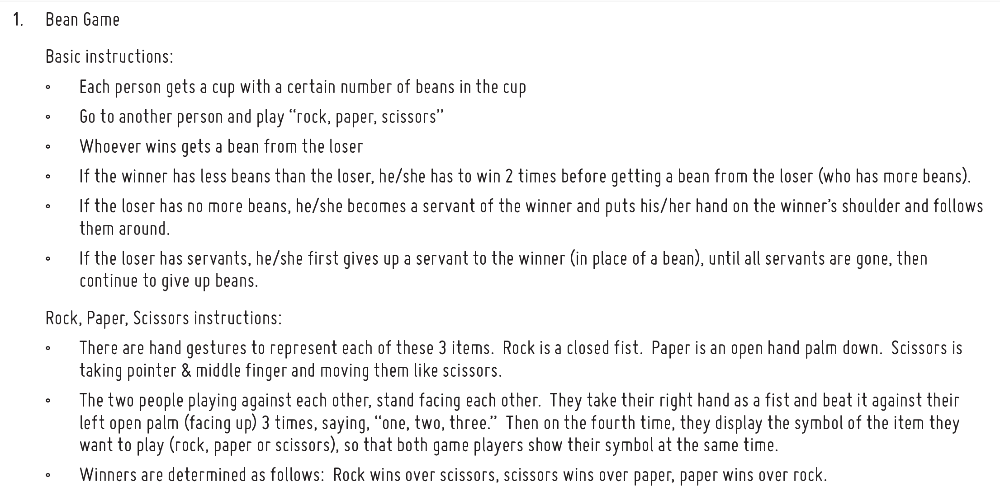 1. Bean Game
Basic instructions:
◦ Each person gets a cup with a certain number of beans in the cup
◦ Go to another person and play “rock, paper, scissors”
◦ Whoever wins gets a bean from the loser
◦ If the winner has less beans than the loser, he/she has to win 2 times before getting a bean from the loser (who has more beans).
◦ If the loser has no more beans, he/she becomes a servant of the winner and puts his/her hand on the winner’s shoulder and follows
them around.
◦ If the loser has servants, he/she first gives up a servant to the winner (in place of a bean), until all servants are gone, then
continue to give up beans.
Rock, Paper, Scissors instructions:
◦ There are hand gestures to represent each of these 3 items.  Rock is a closed fist.  Paper is an open hand palm down.  Scissors is
taking pointer & middle finger and moving them like scissors.
◦ The two people playing against each other, stand facing each other.  They take their right hand as a fist and beat it against their
left open palm (facing up) 3 times, saying, “one, two, three.”  Then on the fourth time, they display the symbol of the item they
want to play (rock, paper or scissors), so that both game players show their symbol at the same time.
◦ Winners are determined as follows:  Rock wins over scissors, scissors wins over paper, paper wins over rock.